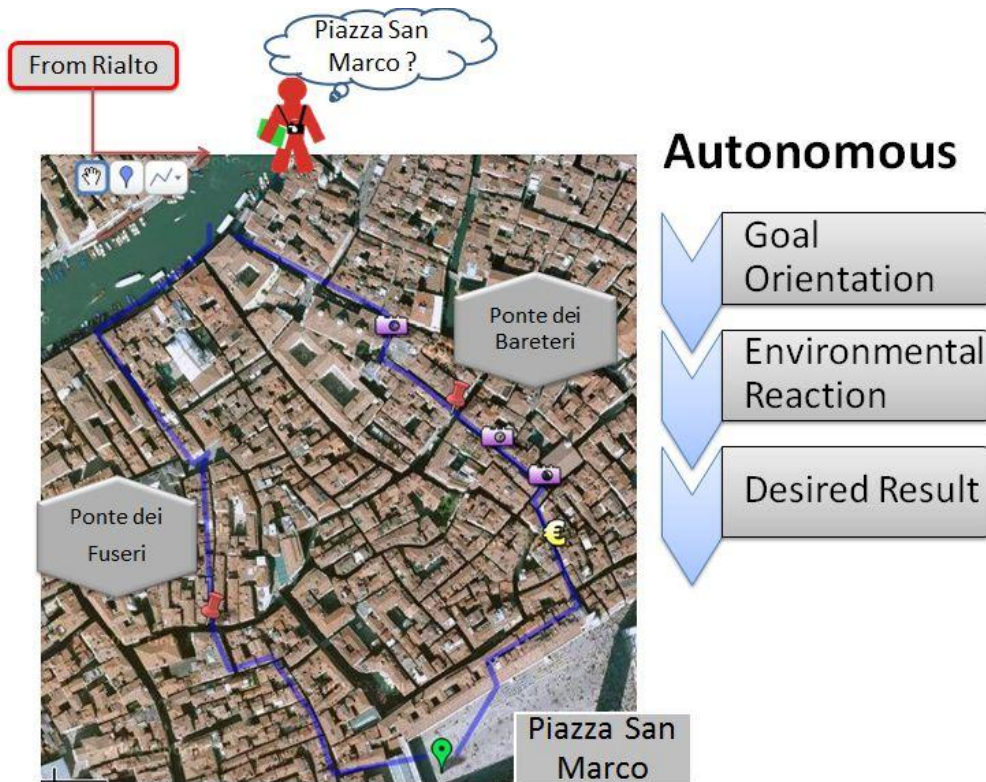 Piazza San
Marco ?
From Rialto
Autonomous
Goal
Orientation
Ponte dei
Bareteri
Environmental
Reaction
Desired Result
Ponte dei
Fuseri
€
Piazza San
Marco